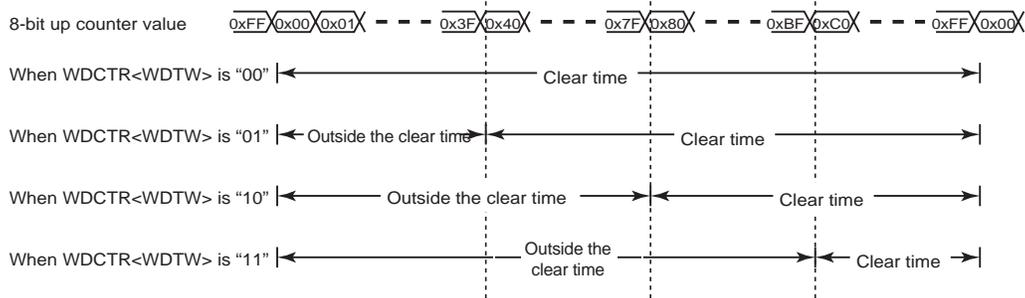 8-bit up counter value 0xFF 0x00 0x01 0x3F 0x40 0x7F 0x80 0xBF 0xC0 0xFF 0x00
When WDCTR<WDTW> is “00” Clear time
When WDCTR<WDTW> is “01” Outside the clear time Clear time
When WDCTR<WDTW> is “10” Outside the clear time Clear time
When WDCTR<WDTW> is “11” Outside the
clear time Clear time